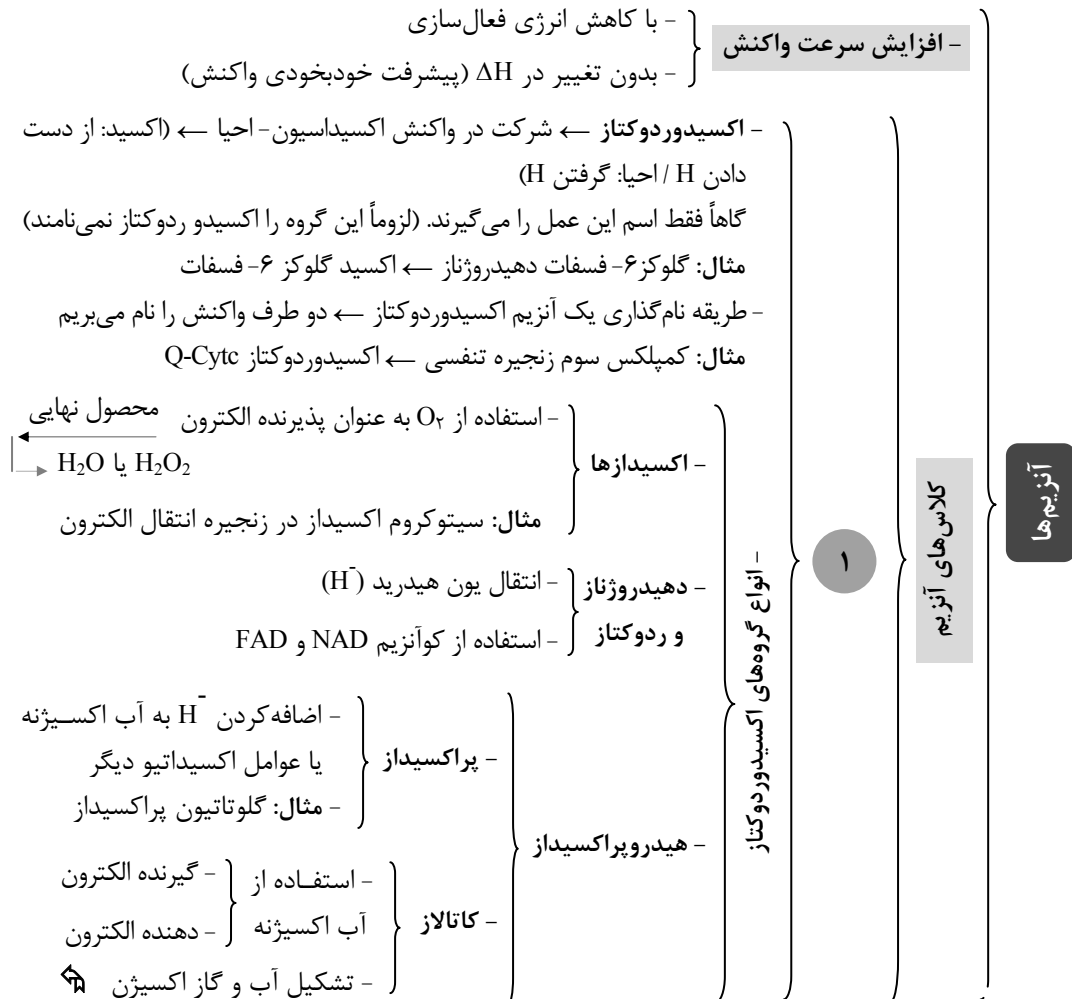 آنزیم‌ها
- افزایش سرعت واکنش
- با کاهش انرژی فعال‌سازی
- بدون تغییر در ΔH (پیشرفت خودبخودی واکنش)
کلاس‌های آنزیم
۱
- اکسیدوردوکتاز ← شرکت در واکنش اکسیداسیون- احیا ← (اکسید: از دست
دادن H / احیا: گرفتن H)
گاهاً فقط اسم این عمل را می‌گیرند. (لزوماً این گروه را اکسیدو ردوکتاز نمی‌نامند)
مثال: گلوکز۶- فسفات دهیدروژناز ← اکسید گلوکز ۶- فسفات
- طریقه نام‌گذاری یک آنزیم اکسیدوردوکتاز ← دو طرف واکنش را نام می‌بریم
مثال: کمپلکس سوم زنجیره تنفسی ← اکسیدوردوکتاز Q-Cytc
- انواع گروه‌های اکسیدوردوکتاز
- اکسیدازها
- استفاده از O₂ به عنوان پذیرنده الکترون
محصول نهایی
H₂O یا H₂O₂
مثال: سیتوکروم اکسیداز در زنجیره انتقال الکترون
- دهیدروژناز
و ردوکتاز
- انتقال یون هیدرید (H⁻)
- استفاده از کوآنزیم NAD و FAD
- هیدروپراکسیداز
- پراکسیداز
- اضافه‌کردن H⁻ به آب اکسـیژنه
یا عوامل اکسیداتیو دیگر
- مثال: گلوتاتیون پراکسیداز
- کاتالاز
- استفـاده از
آب اکسیژنه
- گیرنده الکترون
- دهنده الکترون
- تشکیل آب و گاز اکسیژن